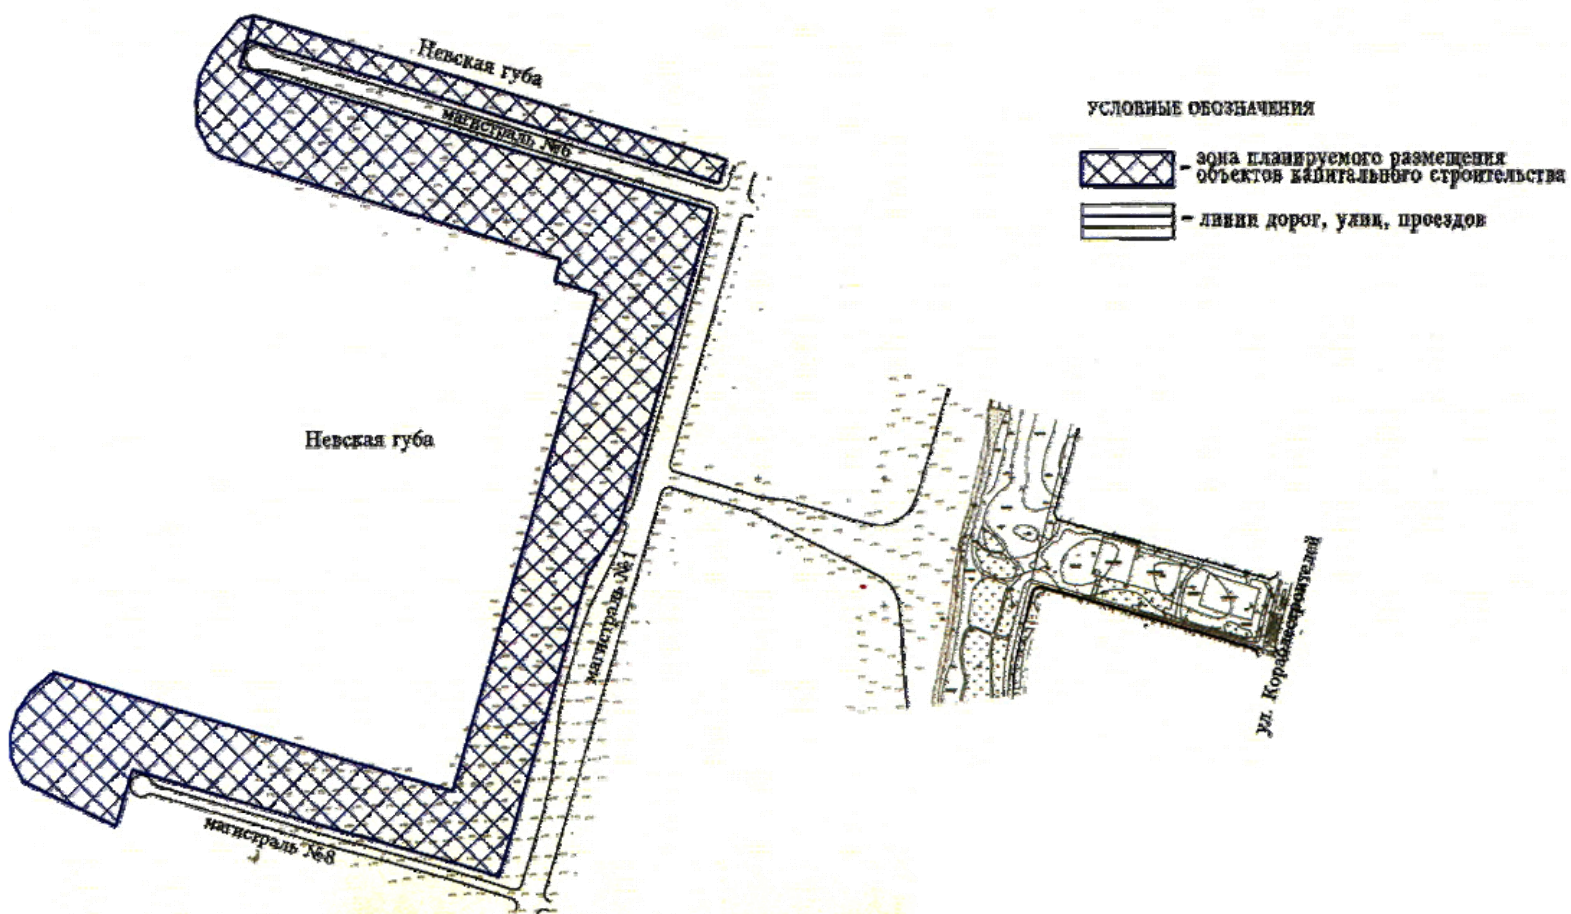 Невская губа
магистраль №6
УСЛОВНЫЕ ОБОЗНАЧЕНИЯ
- зона планируемого размещения
объектов капитального строительства
- линии дорог, улиц, проездов
Невская губа
магистраль №1
ул. Кораблестроителей
магистраль №8